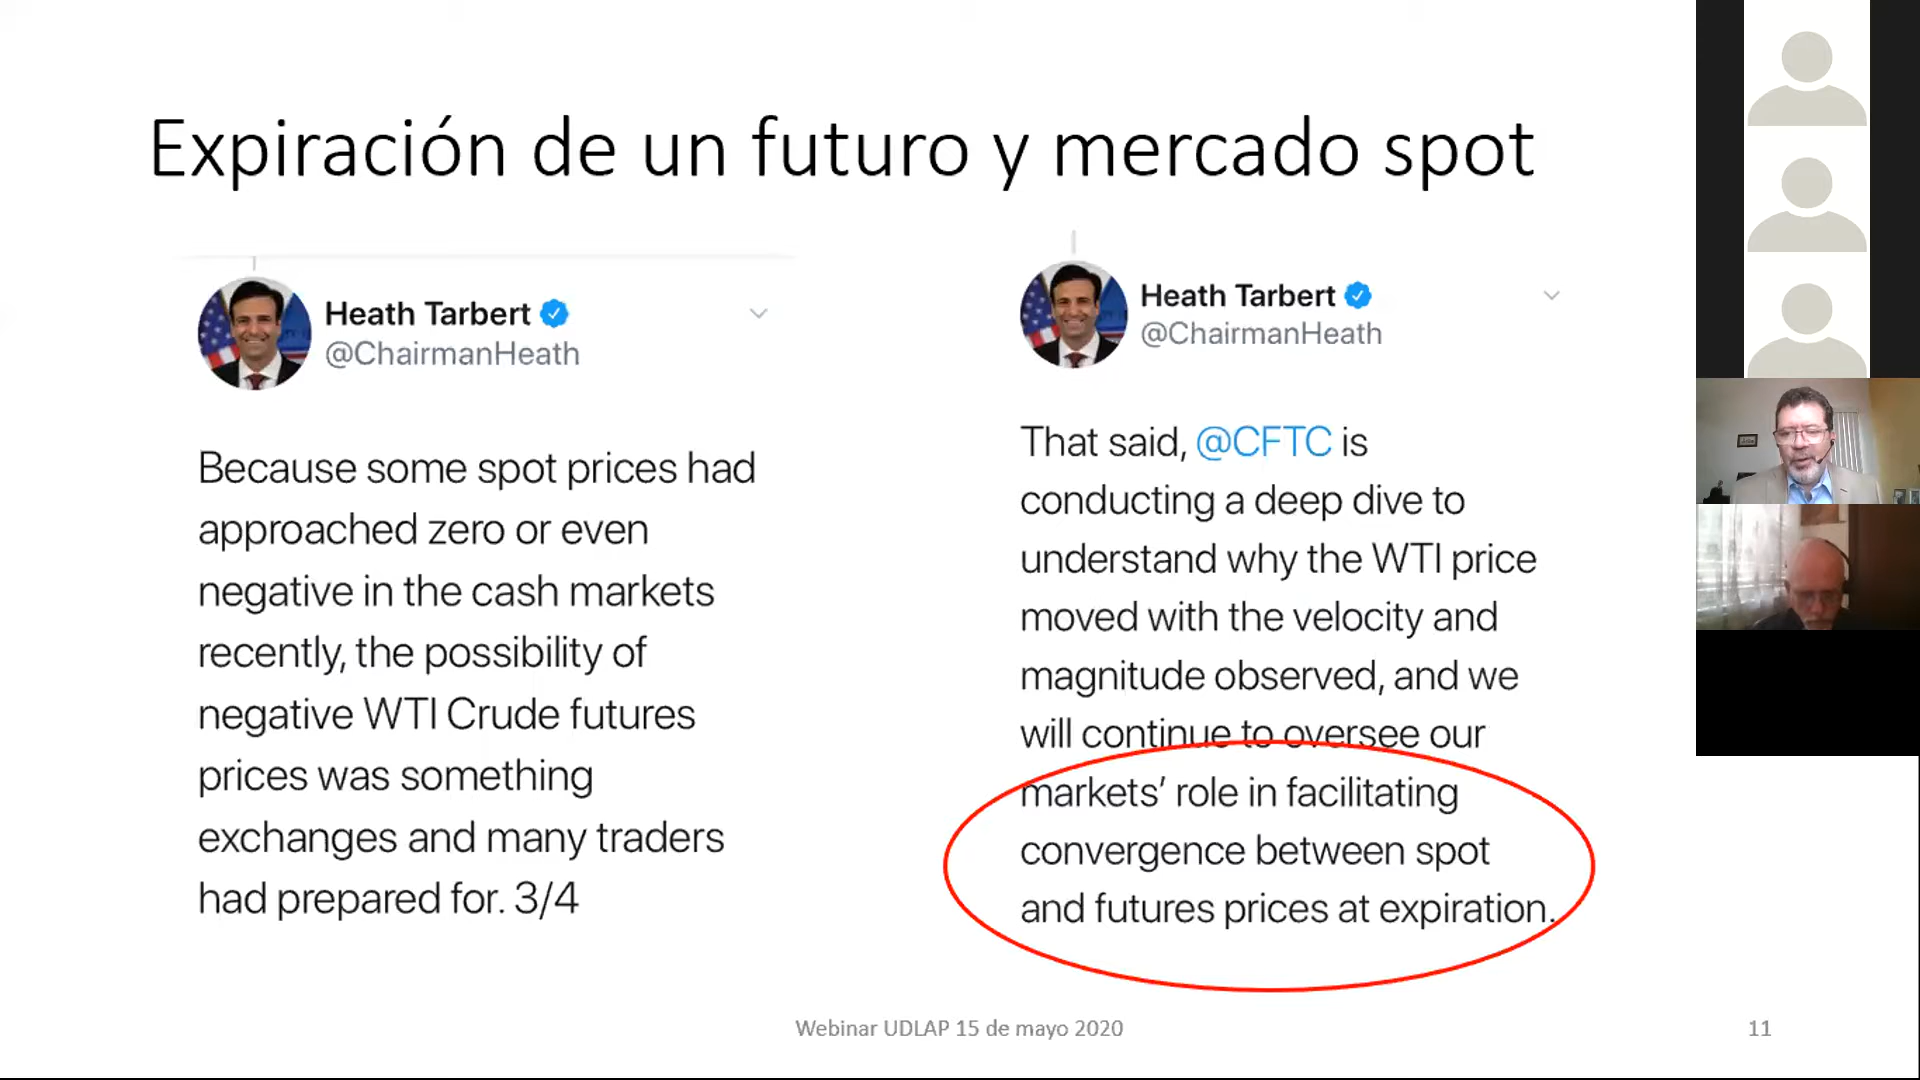 Expiración de un futuro y mercado spot
Heath Tarbert
@ChairmanHeath
Because some spot prices had
approached zero or even
negative in the cash markets
recently, the possibility of
negative WTI Crude futures
prices was something
exchanges and many traders
had prepared for. 3/4
Heath Tarbert
@ChairmanHeath
That said, @CFTC is
conducting a deep dive to
understand why the WTI price
moved with the velocity and
magnitude observed, and we
will continue to oversee our
markets’ role in facilitating
convergence between spot
and futures prices at expiration.
Webinar UDLAP 15 de mayo 2020
11